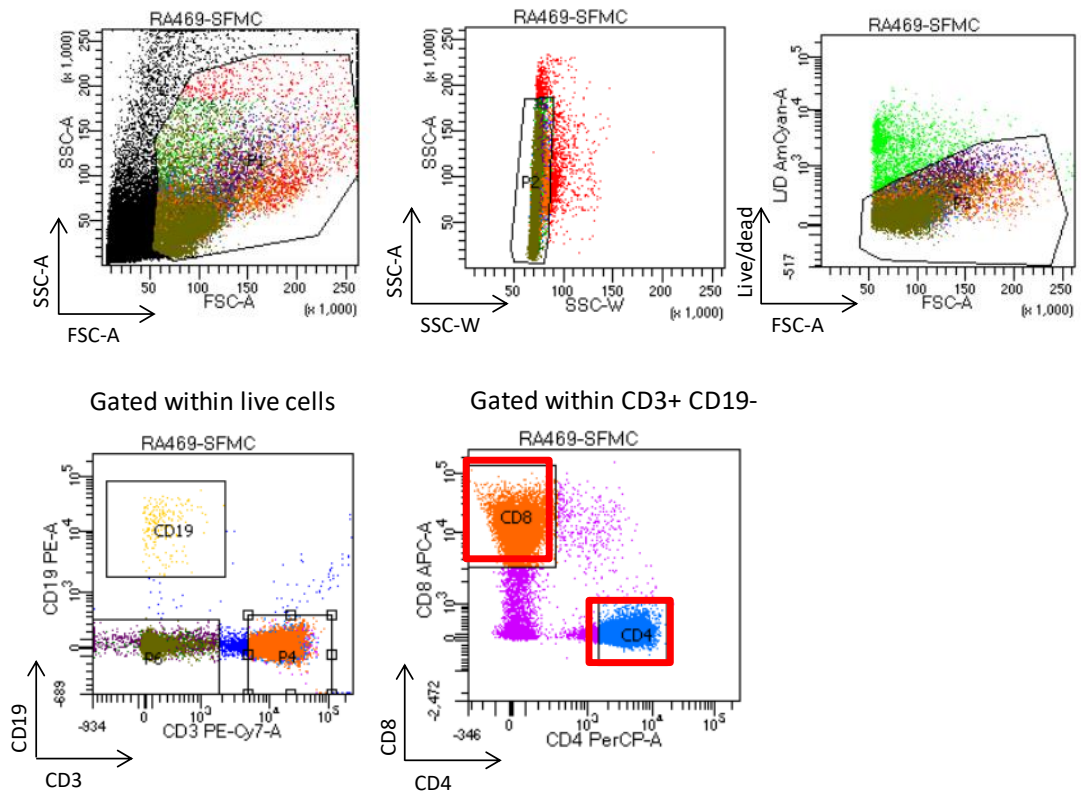 RA469-SFMC
(x 1,000)
250
200
150
100
50
SSC-A
P1
50 100 150 200 250
FSC-A
(x 1,000)
SSC-A
FSC-A
RA469-SFMC
(x 1,000)
250
200
150
100
50
SSC-A
P2
50 100 150 200 250
SSC-W
(x 1,000)
SSC-A
SSC-W
RA469-SFMC
10^5
10^4
10^3
0
-517
L/D AmCyan-A
P3
50 100 150 200 250
FSC-A
(x 1,000)
Live/dead
FSC-A
Gated within live cells
RA469-SFMC
10^5
10^4
10^3
0
-689
CD19 PE-A
CD19
P6
P4
-934
0 10^3 10^4 10^5
CD3 PE-Cy7-A
CD19
CD3
Gated within CD3+ CD19-
RA469-SFMC
10^5
10^4
10^3
0
-2,472
CD8 APC-A
CD8
CD4
-346
0 10^3 10^4 10^5
CD4 PerCP-A
CD8
CD4